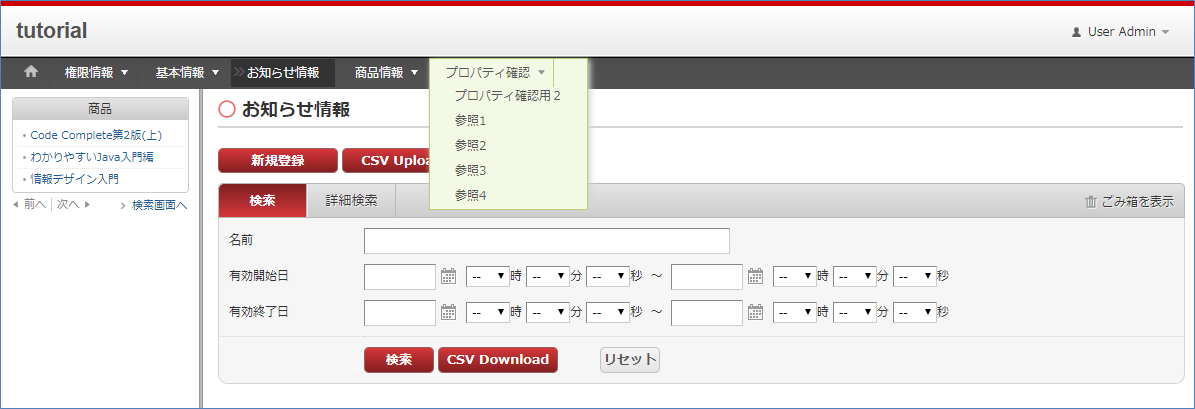 tutorial
User Admin
権限情報 基本情報 お知らせ情報 商品情報 プロパティ確認
プロパティ確認用2
参照1
参照2
参照3
参照4
商品
Code Complete第2版(上)
わかりやすいJava入門編
情報デザイン入門
前へ 次へ 検索画面へ
お知らせ情報
新規登録 CSV Uploa
検索 詳細検索 ごみ箱を表示
名前
有効開始日 -- 時 -- 分 -- 秒 ～ -- 時 -- 分 -- 秒
有効終了日 -- 時 -- 分 -- 秒 ～ -- 時 -- 分 -- 秒
検索 CSV Download リセット